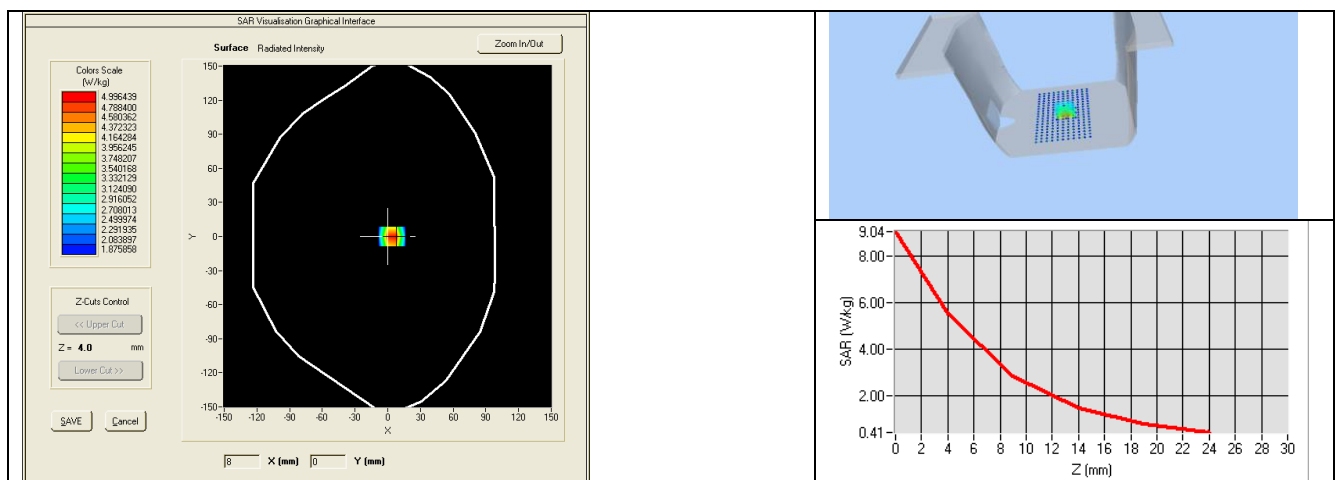 SAR Visualisation Graphical Interface
Surface Radiated Intensity
Zoom In/Out
Colors Scale
(W/kg)
4.996439
4.788400
4.580362
4.372323
4.164284
3.956245
3.748207
3.540168
3.332129
3.124090
2.916052
2.708013
2.499974
2.291935
2.083897
1.875858
Z-Cuts Control
<< Upper Cut
Z = 4.0 mm
Lower Cut >>
SAVE Cancel
150
120
90
60
30
0
-30
-60
-90
-120
-150
Y
-150 -120 -90 -60 -30 0 30 60 90 120 150
X
8 X (mm) 0 Y (mm)
9.04
8.00
6.00
4.00
2.00
0.41
SAR (W/kg)
0 2 4 6 8 10 12 14 16 18 20 22 24 26 28 30
Z (mm)